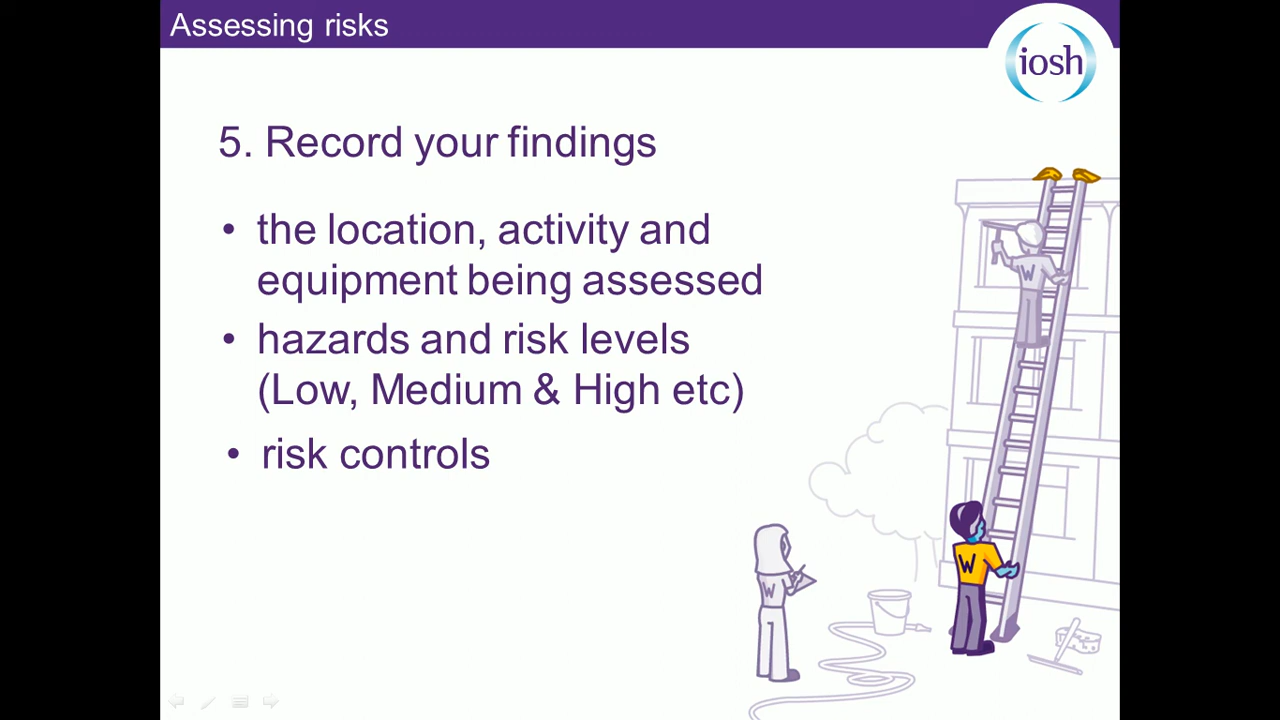 Assessing risks
iosh
5. Record your findings
• the location, activity and
equipment being assessed
• hazards and risk levels
(Low, Medium & High etc)
• risk controls
W
W
W